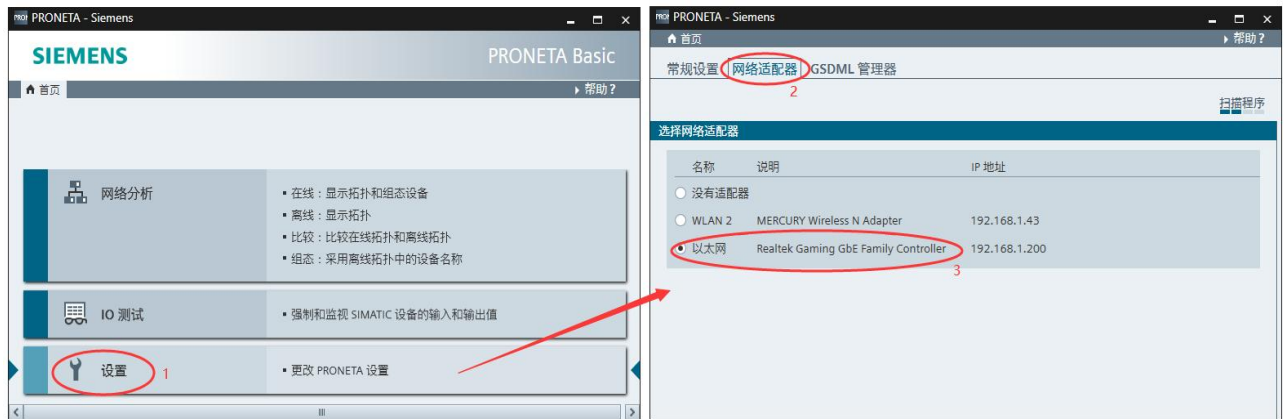 PRONETA - Siemens
SIEMENS
PRONETA Basic
首页
帮助?
网络分析
▪ 在线：显示拓扑和组态设备
▪ 离线：显示拓扑
▪ 比较：比较在线拓扑和离线拓扑
▪ 组态：采用离线拓扑中的设备名称
IO 测试
▪ 强制和监视 SIMATIC 设备的输入和输出值
设置 1
▪ 更改 PRONETA 设置
PRONETA - Siemens
首页
帮助?
常规设置 网络适配器 GSDML 管理器
2
扫描程序
选择网络适配器
名称 说明 IP 地址
没有适配器
WLAN 2 MERCURY Wireless N Adapter 192.168.1.43
以太网 Realtek Gaming GbE Family Controller 192.168.1.200
3